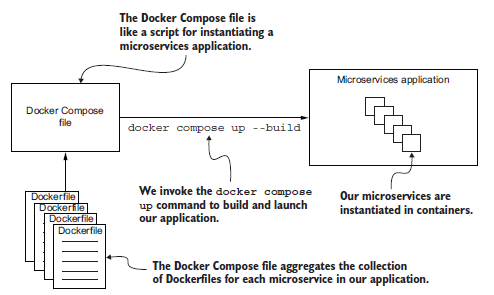 The Docker Compose file is
like a script for instantiating a
microservices application.
Docker Compose
file
docker compose up --build
Microservices application
We invoke the docker compose
up command to build and launch
our application.
Our microservices are
instantiated in containers.
Dockerfile
Dockerfile
Dockerfile
Dockerfile
The Docker Compose file aggregates the collection
of Dockerfiles for each microservice in our application.